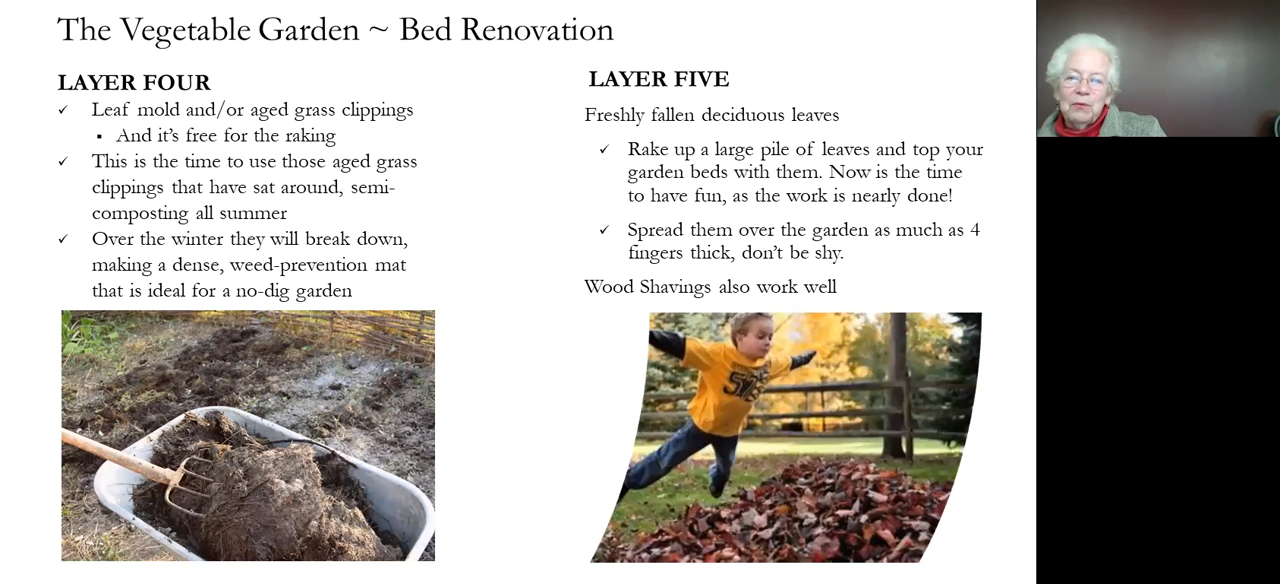 The Vegetable Garden ~ Bed Renovation
LAYER FOUR
✓ Leaf mold and/or aged grass clippings
▪ And it's free for the raking
✓ This is the time to use those aged grass
clippings that have sat around, semi-
composting all summer
✓ Over the winter they will break down,
making a dense, weed-prevention mat
that is ideal for a no-dig garden
LAYER FIVE
Freshly fallen deciduous leaves
✓ Rake up a large pile of leaves and top your
garden beds with them. Now is the time
to have fun, as the work is nearly done!
✓ Spread them over the garden as much as 4
fingers thick, don't be shy.
Wood Shavings also work well